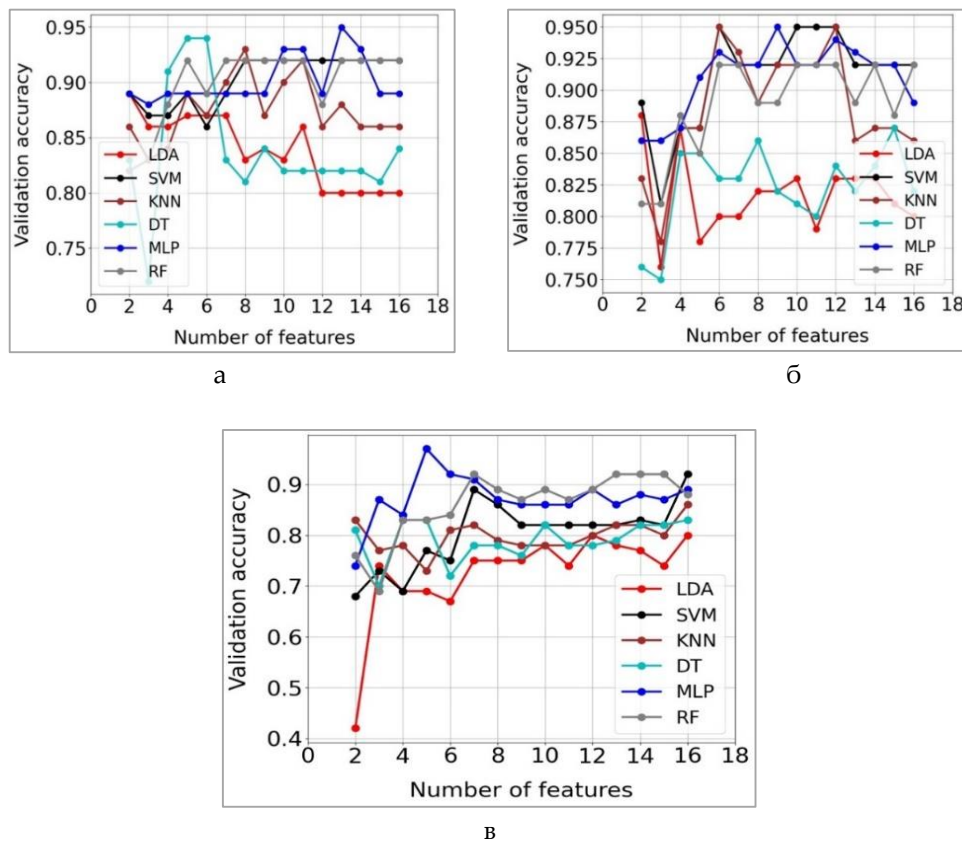 0.95
0.90
0.85
0.80
0.75
Validation accuracy
LDA
SVM
KNN
DT
MLP
RF
0 2 4 6 8 10 12 14 16 18
Number of features
а
0.950
0.925
0.900
0.875
0.850
0.825
0.800
0.775
0.750
Validation accuracy
LDA
SVM
KNN
DT
MLP
RF
0 2 4 6 8 10 12 14 16 18
Number of features
б
0.9
0.8
0.7
0.6
0.5
0.4
Validation accuracy
LDA
SVM
KNN
DT
MLP
RF
0 2 4 6 8 10 12 14 16 18
Number of features
в